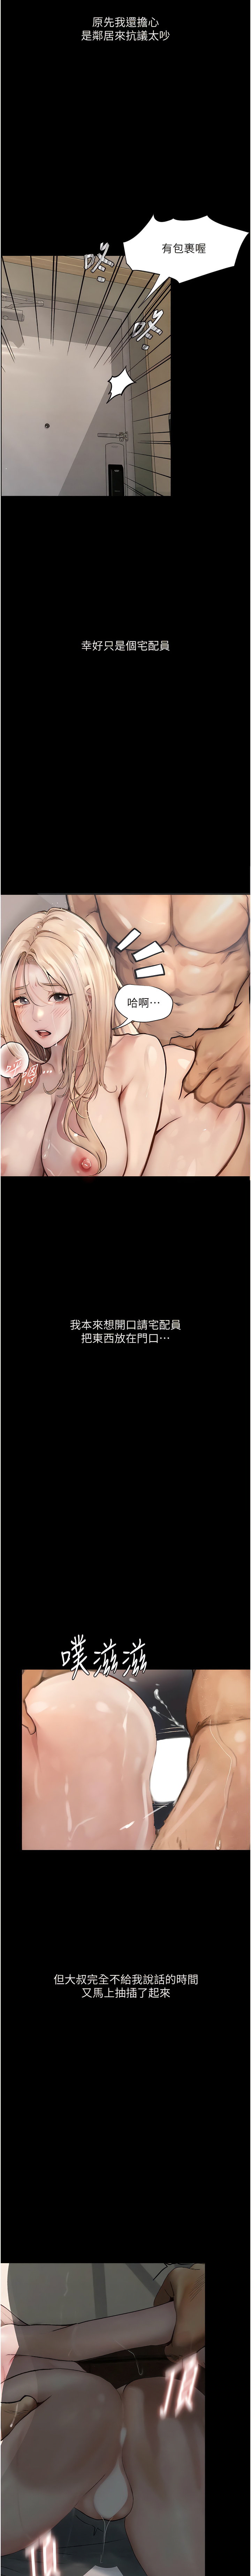 原先我還擔心
是鄰居來抗議太吵
有包裹喔
叩
叩
幸好只是個宅配員
哈啊⋯
嗯⋯
我本來想開口請宅配員
把東西放在門口⋯
噗滋滋
但大叔完全不給我說話的時間
又馬上抽插了起來